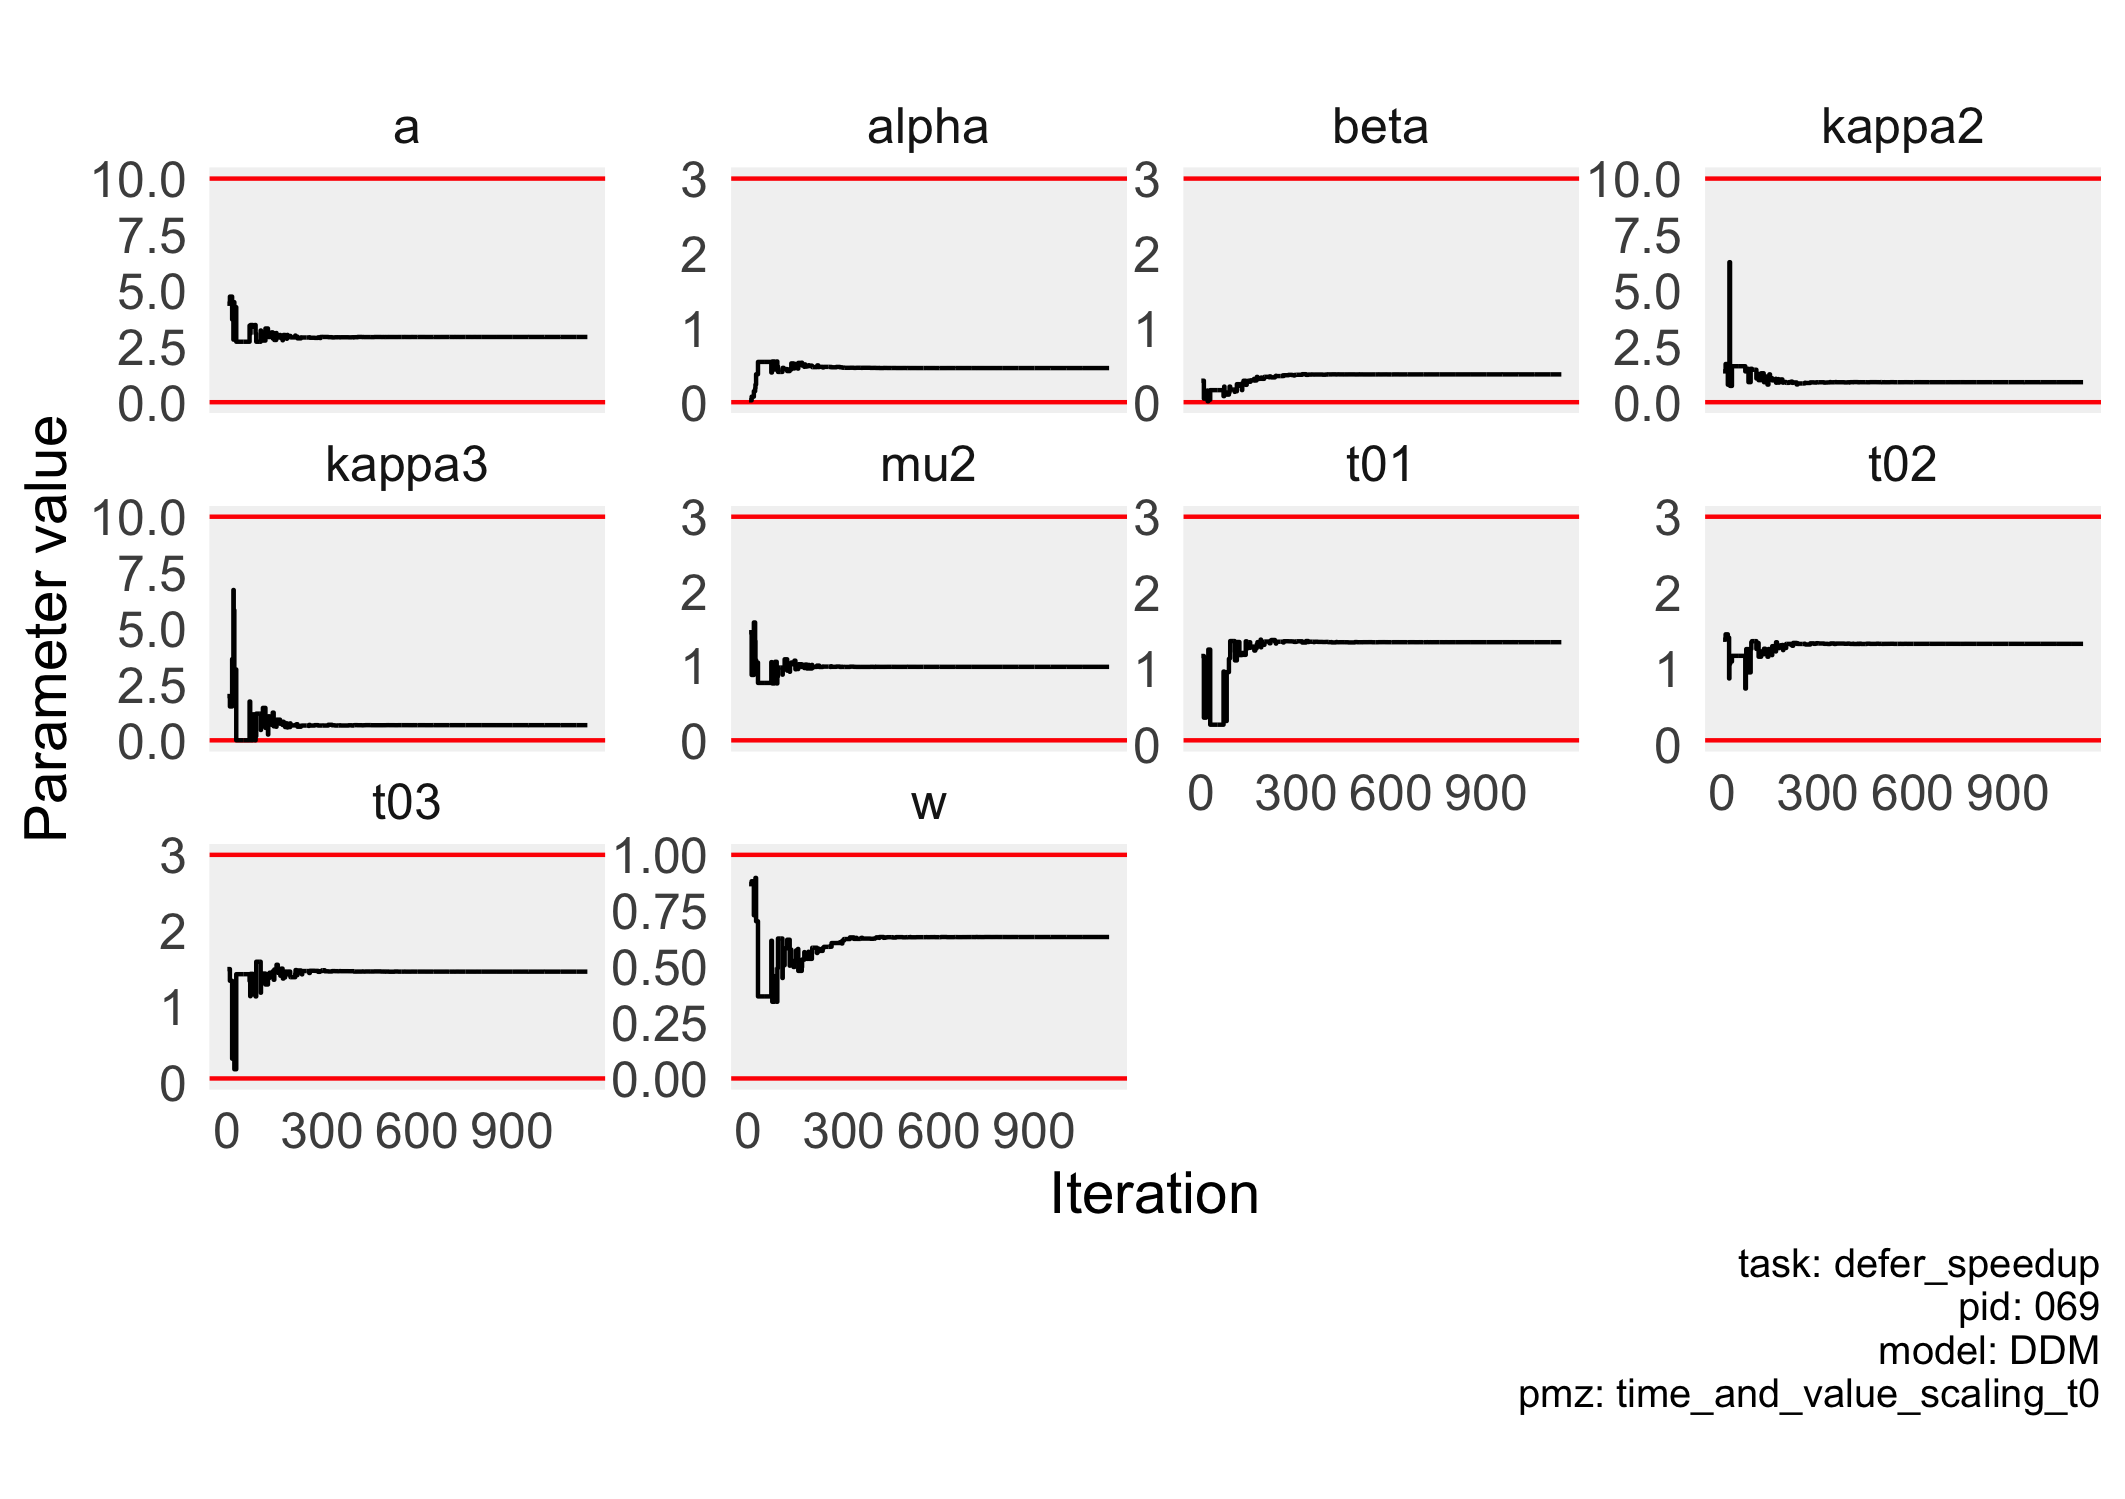 a alpha beta kappa2
10.0 3 3 10.0
7.5 7.5
2 2
5.0 5.0
1 1
2.5 2.5
0.0 0 0 0.0
kappa3 mu2 t01 t02
10.0 3 3 3
7.5
2 2 2
5.0
2.5 1 1 1
0.0 0 0 0
0 300 600 900 0 300 600 900
t03 w
3 1.00
2 0.75
0.50
1 0.25
0 0.00
0 300 600 900 0 300 600 900
Parameter value
Iteration
task: defer_speedup
pid: 069
model: DDM
pmz: time_and_value_scaling_t0